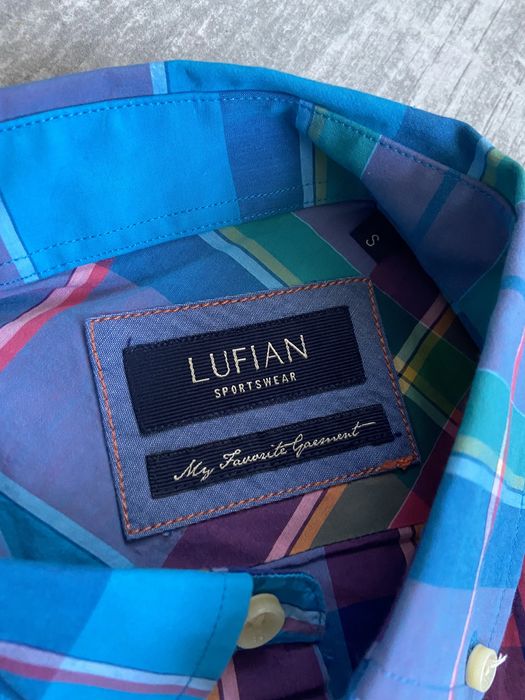 S
LUFIAN
SPORTSWEAR
My Favorite Garment